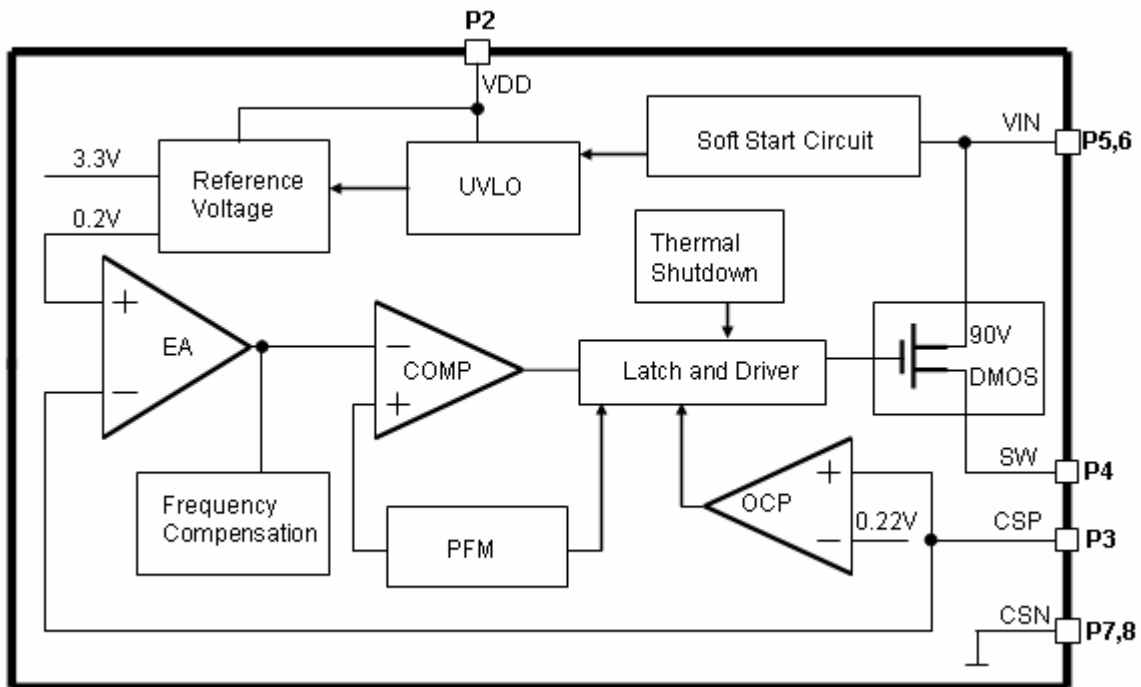 P2
VDD
Soft Start Circuit
VIN
P5,6
3.3V
Reference
Voltage
UVLO
0.2V
Thermal
Shutdown
+
EA
−
−
COMP
+
Latch and Driver
90V
DMOS
SW
P4
Frequency
Compensation
PFM
+
OCP
0.22V
−
CSP
P3
CSN
P7,8